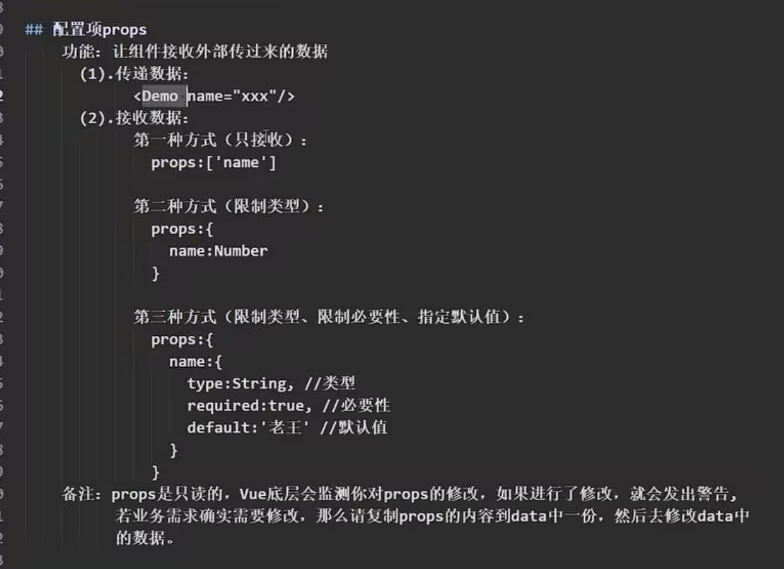 ## 配置项props
功能：让组件接收外部传过来的数据
(1).传递数据：
<Demo name="xxx"/>
(2).接收数据：
第一种方式（只接收）：
props:['name']
第二种方式（限制类型）：
props:{
name:Number
}
第三种方式（限制类型、限制必要性、指定默认值）：
props:{
name:{
type:String, //类型
required:true, //必要性
default:'老王' //默认值
}
}
备注：props是只读的，Vue底层会监测你对props的修改，如果进行了修改，就会发出警告，
若业务需求确实需要修改，那么请复制props的内容到data中一份，然后去修改data中
的数据。